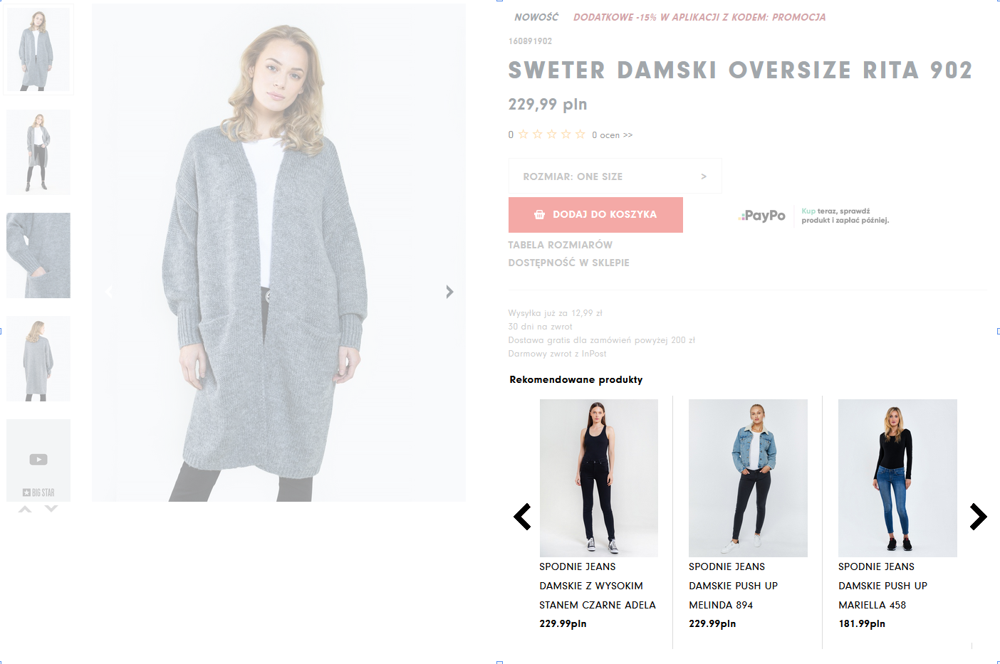 NOWOŚĆ DODATKOWE -15% W APLIKACJI Z KODEM: PROMOCJA
160891902
SWETER DAMSKI OVERSIZE RITA 902
229,99 pln
0 0 ocen >>
ROZMIAR: ONE SIZE >
DODAJ DO KOSZYKA
PayPo
Kup teraz, sprawdź
produkt i zapłać później.
TABELA ROZMIARÓW
DOSTĘPNOŚĆ W SKLEPIE
Wysyłka już za 12,99 zł
30 dni na zwrot
Dostawa gratis dla zamówień powyżej 200 zł
Darmowy zwrot z InPost
BIG STAR
Rekomendowane produkty
SPODNIE JEANS
DAMSKIE Z WYSOKIM
STANEM CZARNE ADELA
229.99pln
SPODNIE JEANS
DAMSKIE PUSH UP
MELINDA 894
229.99pln
SPODNIE JEANS
DAMSKIE PUSH UP
MARIELLA 458
181.99pln